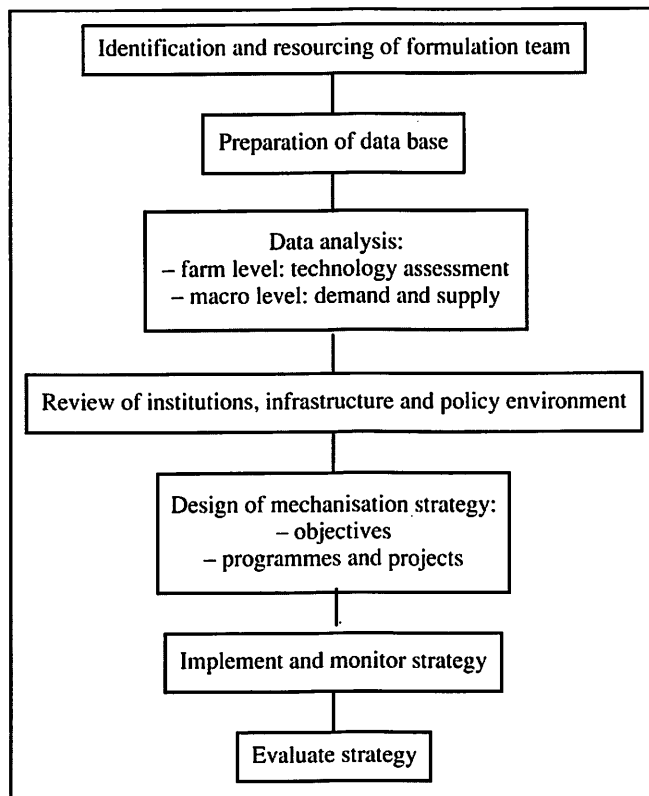 Identification and resourcing of formulation team
Preparation of data base
Data analysis:
– farm level: technology assessment
– macro level: demand and supply
Review of institutions, infrastructure and policy environment
Design of mechanisation strategy:
– objectives
– programmes and projects
Implement and monitor strategy
Evaluate strategy